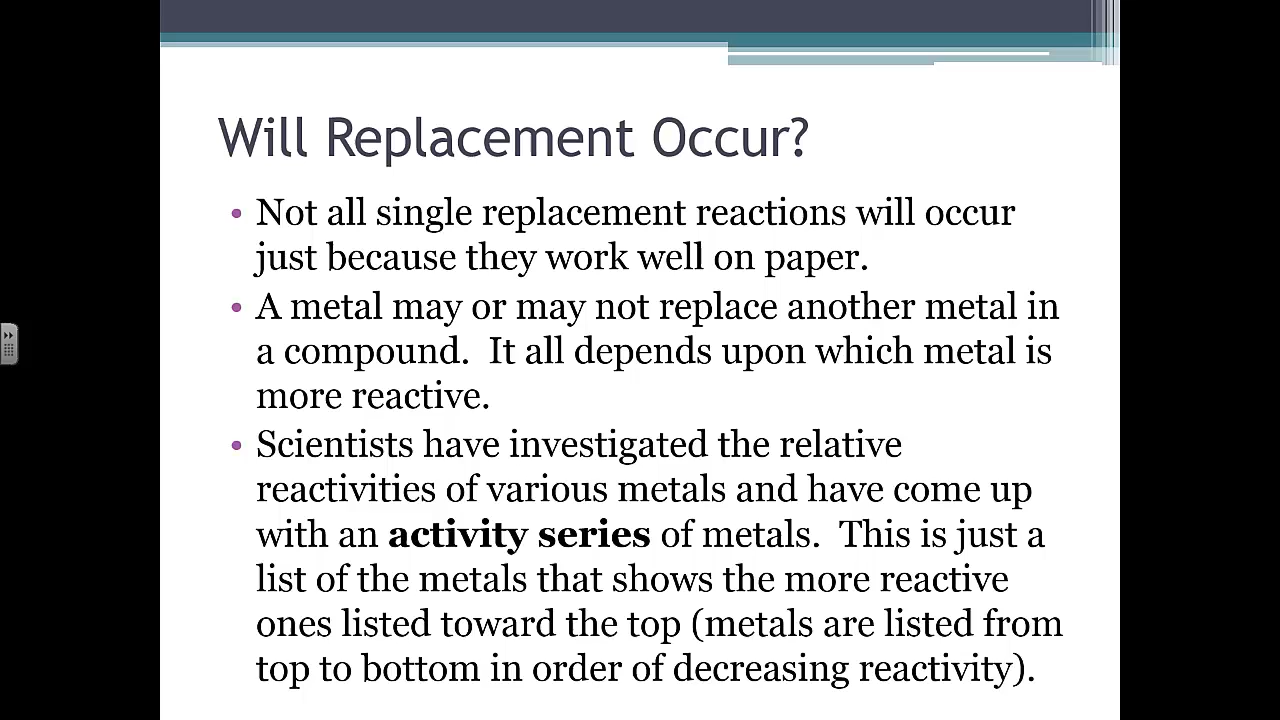 Will Replacement Occur?
• Not all single replacement reactions will occur
just because they work well on paper.
• A metal may or may not replace another metal in
a compound.  It all depends upon which metal is
more reactive.
• Scientists have investigated the relative
reactivities of various metals and have come up
with an activity series of metals.  This is just a
list of the metals that shows the more reactive
ones listed toward the top (metals are listed from
top to bottom in order of decreasing reactivity).